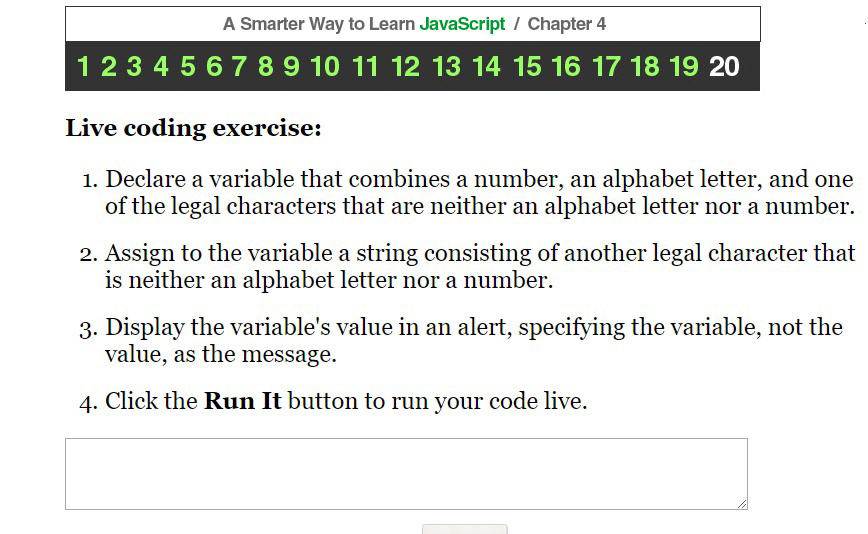 A Smarter Way to Learn JavaScript / Chapter 4
1 2 3 4 5 6 7 8 9 10 11 12 13 14 15 16 17 18 19 20
Live coding exercise:
1. Declare a variable that combines a number, an alphabet letter, and one
of the legal characters that are neither an alphabet letter nor a number.
2. Assign to the variable a string consisting of another legal character that
is neither an alphabet letter nor a number.
3. Display the variable's value in an alert, specifying the variable, not the
value, as the message.
4. Click the Run It button to run your code live.